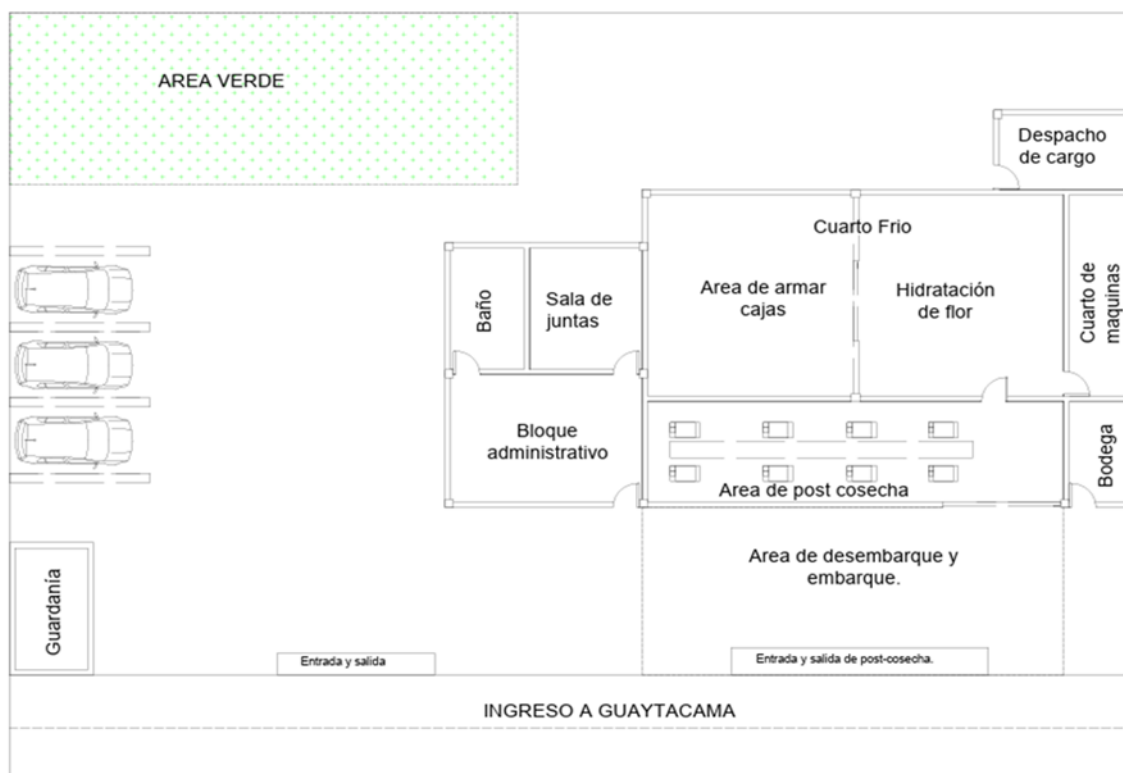 AREA VERDE
Despacho
de cargo
Cuarto Frio
Baño
Sala de
juntas
Area de armar
cajas
Hidratación
de flor
Cuarto de
maquinas
Bloque
administrativo
Area de post cosecha
Bodega
Area de desembarque y
embarque.
Guardanía
Entrada y salida
Entrada y salida de post-cosecha.
INGRESO A GUAYTACAMA